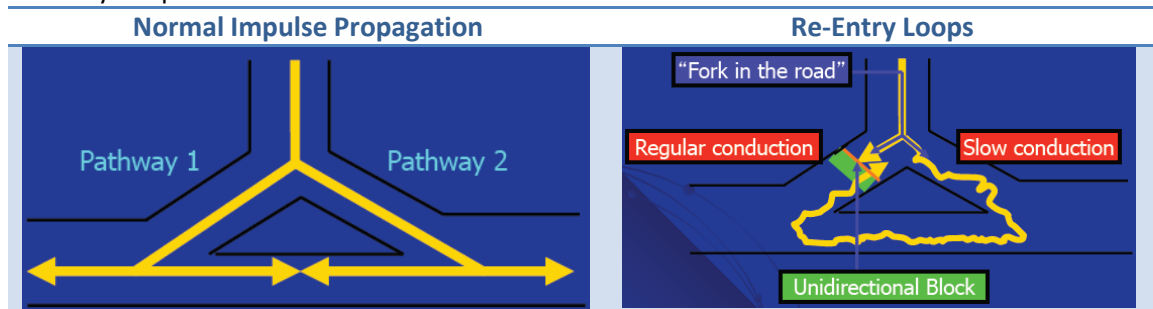 Normal Impulse Propagation
Re-Entry Loops
Pathway 1
Pathway 2
"Fork in the road"
Regular conduction
Slow conduction
Unidirectional Block